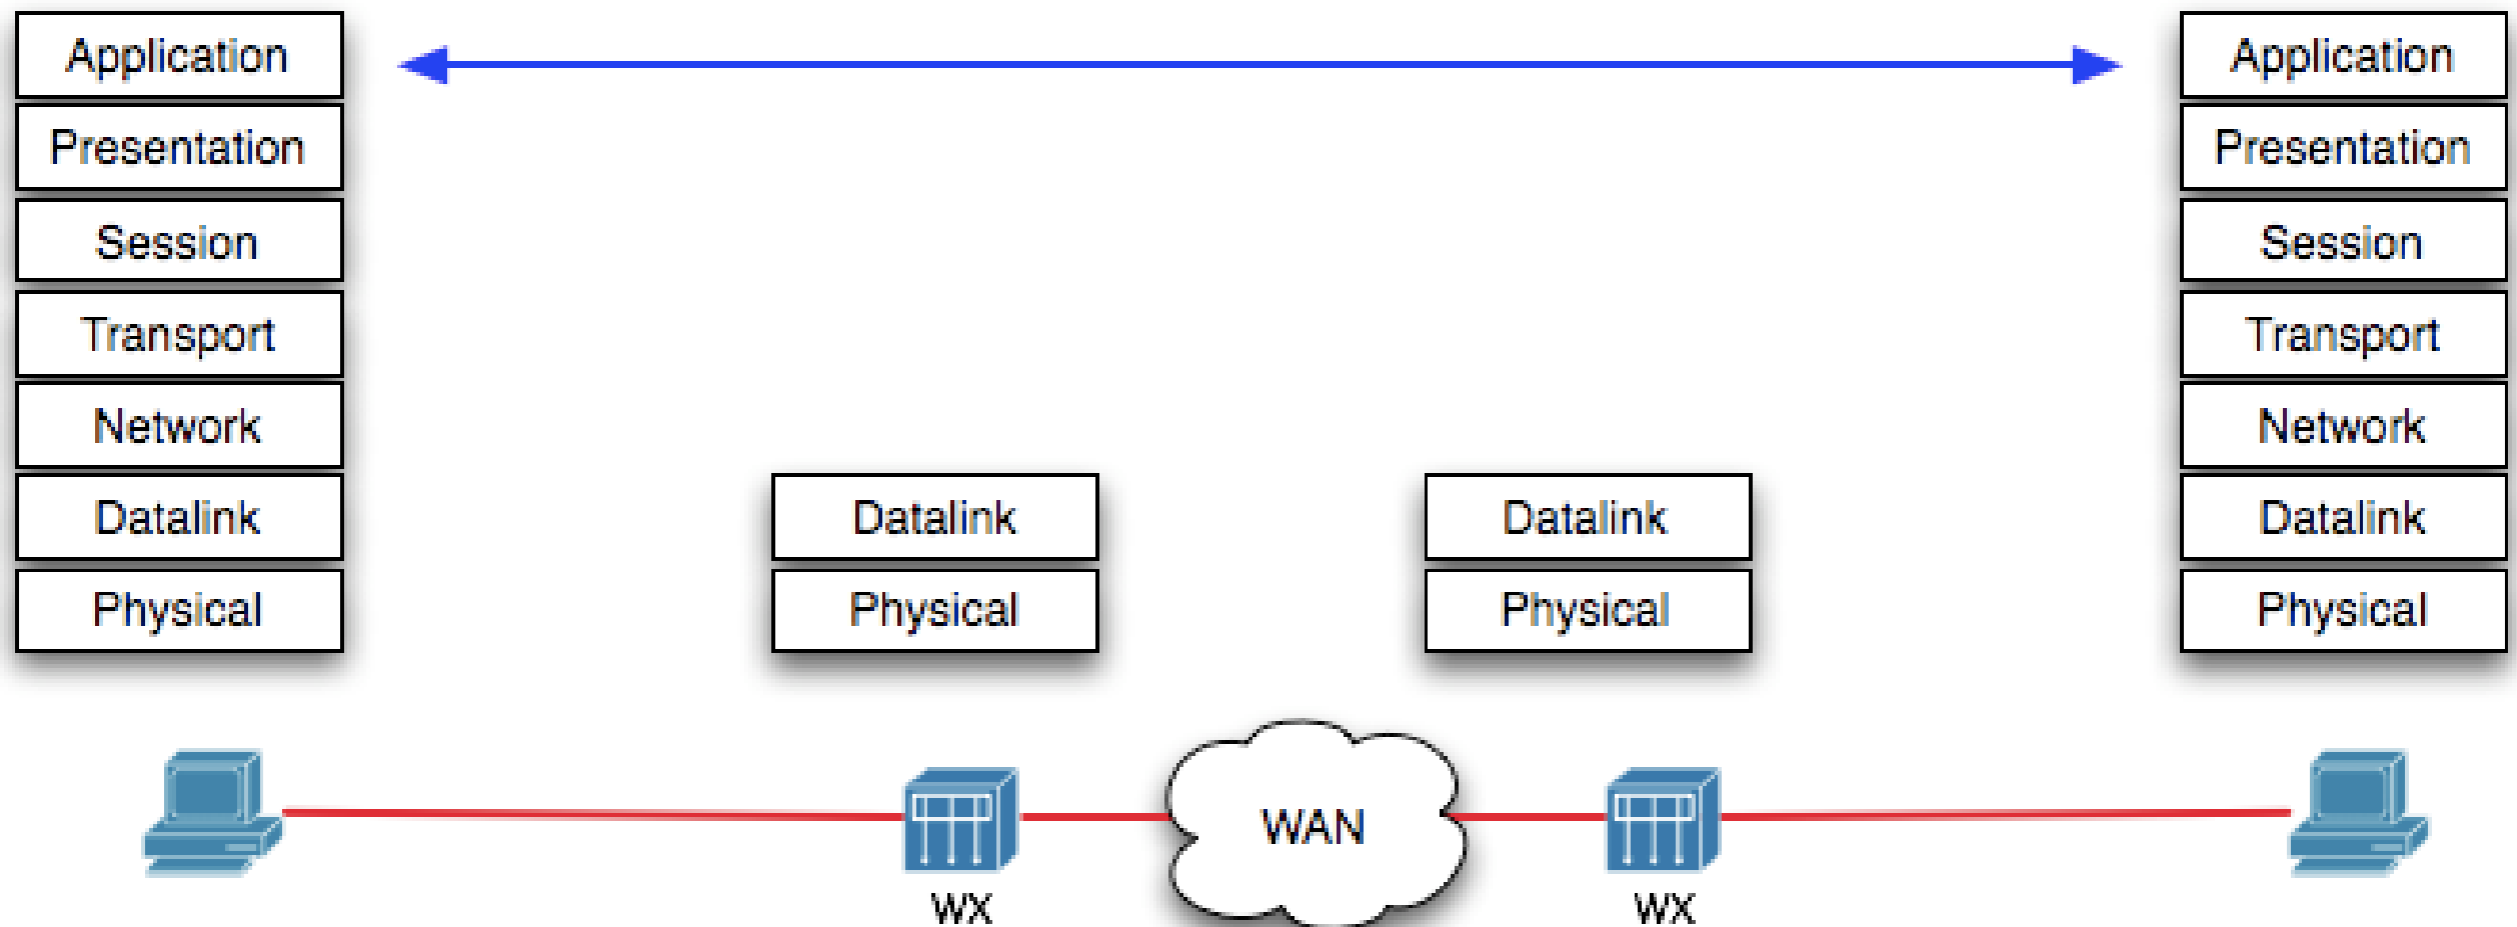 Application
Presentation
Session
Transport
Network
Datalink
Physical
Datalink
Physical
Datalink
Physical
Application
Presentation
Session
Transport
Network
Datalink
Physical
WX
WAN
WX